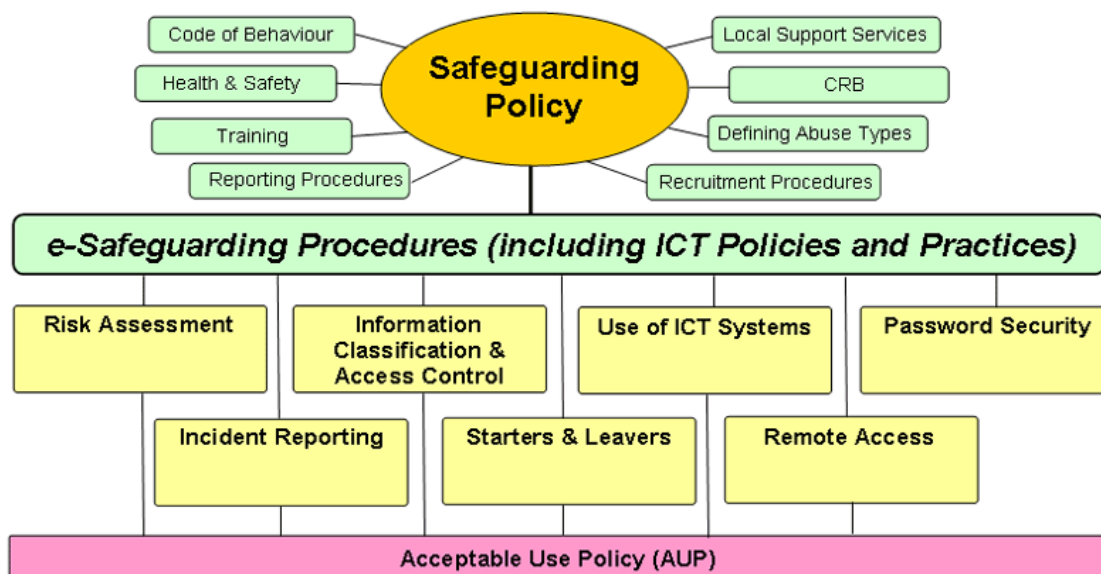 Code of Behaviour
Local Support Services
Safeguarding
Policy
Health & Safety
CRB
Training
Defining Abuse Types
Reporting Procedures
Recruitment Procedures
e-Safeguarding Procedures (including ICT Policies and Practices)
Risk Assessment
Information
Classification &
Access Control
Use of ICT Systems
Password Security
Incident Reporting
Starters & Leavers
Remote Access
Acceptable Use Policy (AUP)